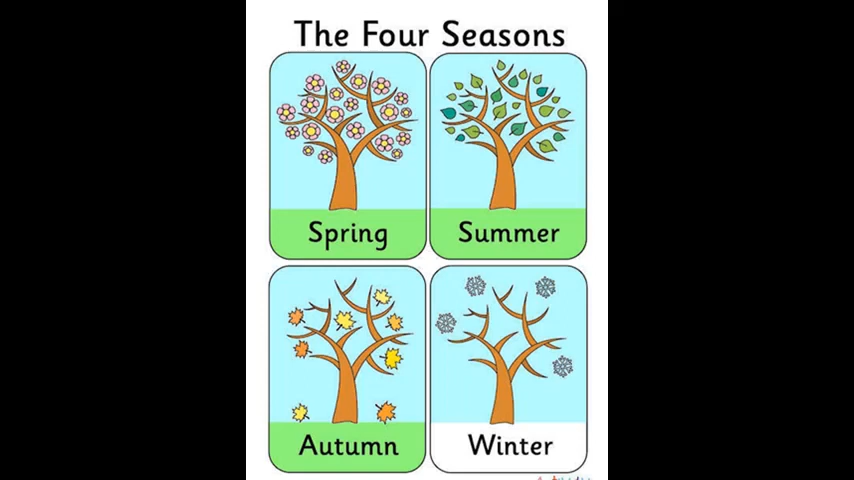 The Four Seasons
Spring
Summer
Autumn
Winter